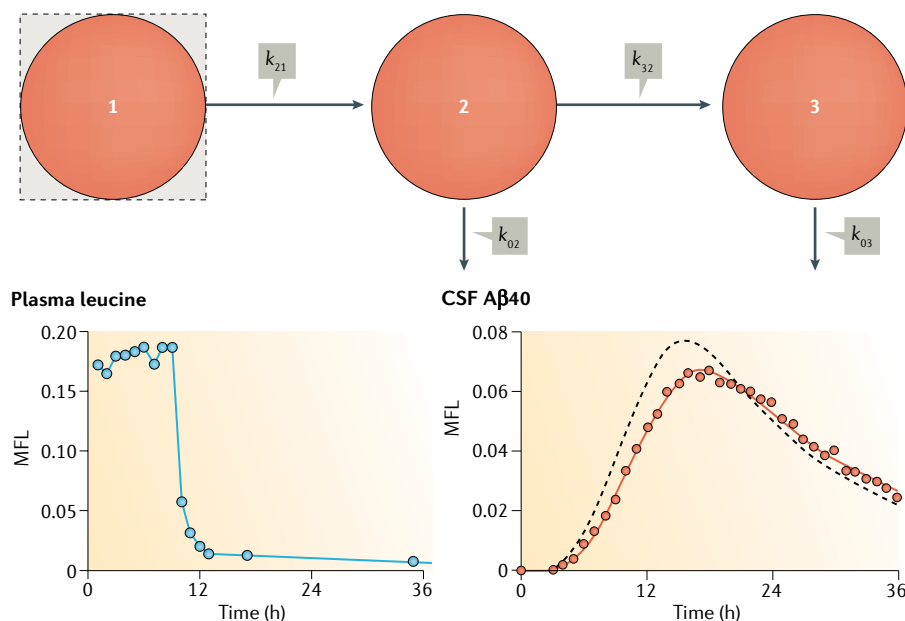 k21
k32
1
2
3
k02
k03
Plasma leucine
CSF Aβ40
0.20
0.15
0.10
0.05
0
MFL
0
12
24
36
Time (h)
0.08
0.06
0.04
0.02
0
MFL
0
12
24
36
Time (h)